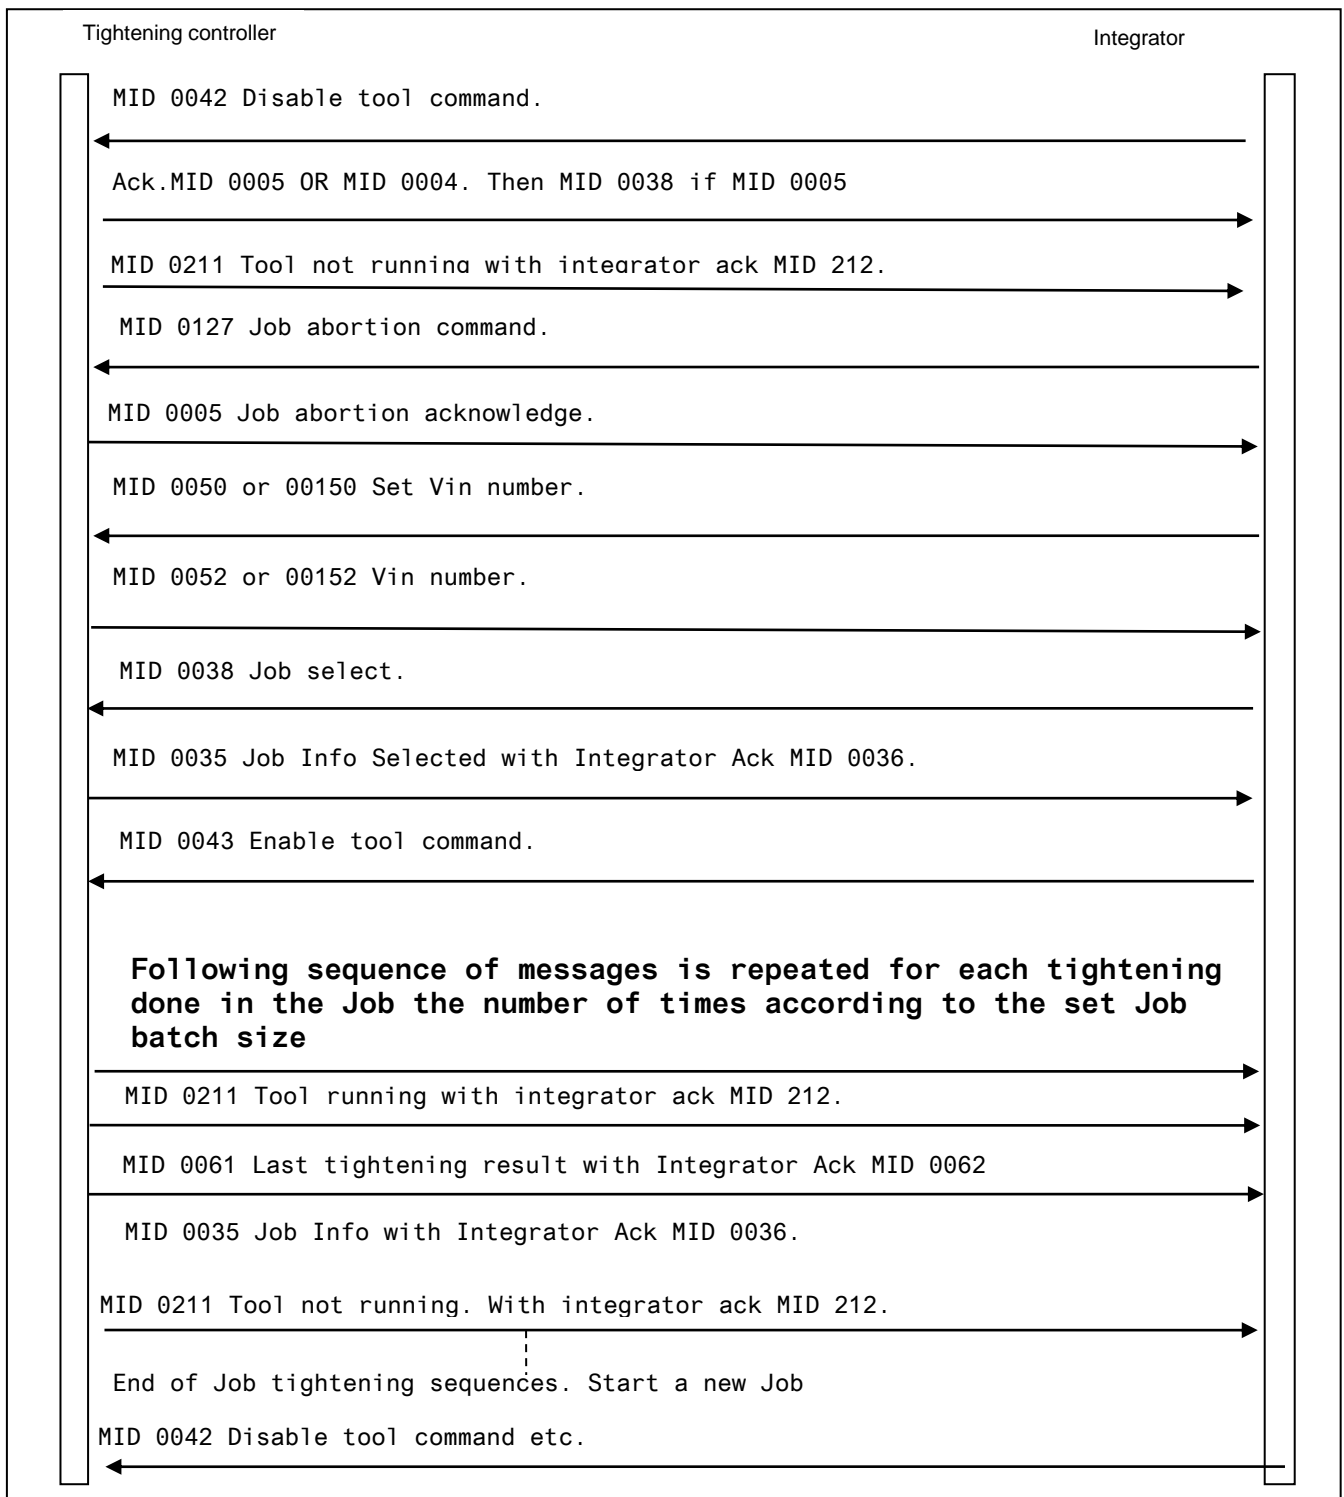 Tightening controller
Integrator
MID 0042 Disable tool command.
Ack.MID 0005 OR MID 0004. Then MID 0038 if MID 0005
MID 0211 Tool not running with integrator ack MID 212.
MID 0127 Job abortion command.
MID 0005 Job abortion acknowledge.
MID 0050 or 00150 Set Vin number.
MID 0052 or 00152 Vin number.
MID 0038 Job select.
MID 0035 Job Info Selected with Integrator Ack MID 0036.
MID 0043 Enable tool command.
Following sequence of messages is repeated for each tightening
done in the Job the number of times according to the set Job
batch size
MID 0211 Tool running with integrator ack MID 212.
MID 0061 Last tightening result with Integrator Ack MID 0062
MID 0035 Job Info with Integrator Ack MID 0036.
MID 0211 Tool not running. With integrator ack MID 212.
End of Job tightening sequences. Start a new Job
MID 0042 Disable tool command etc.